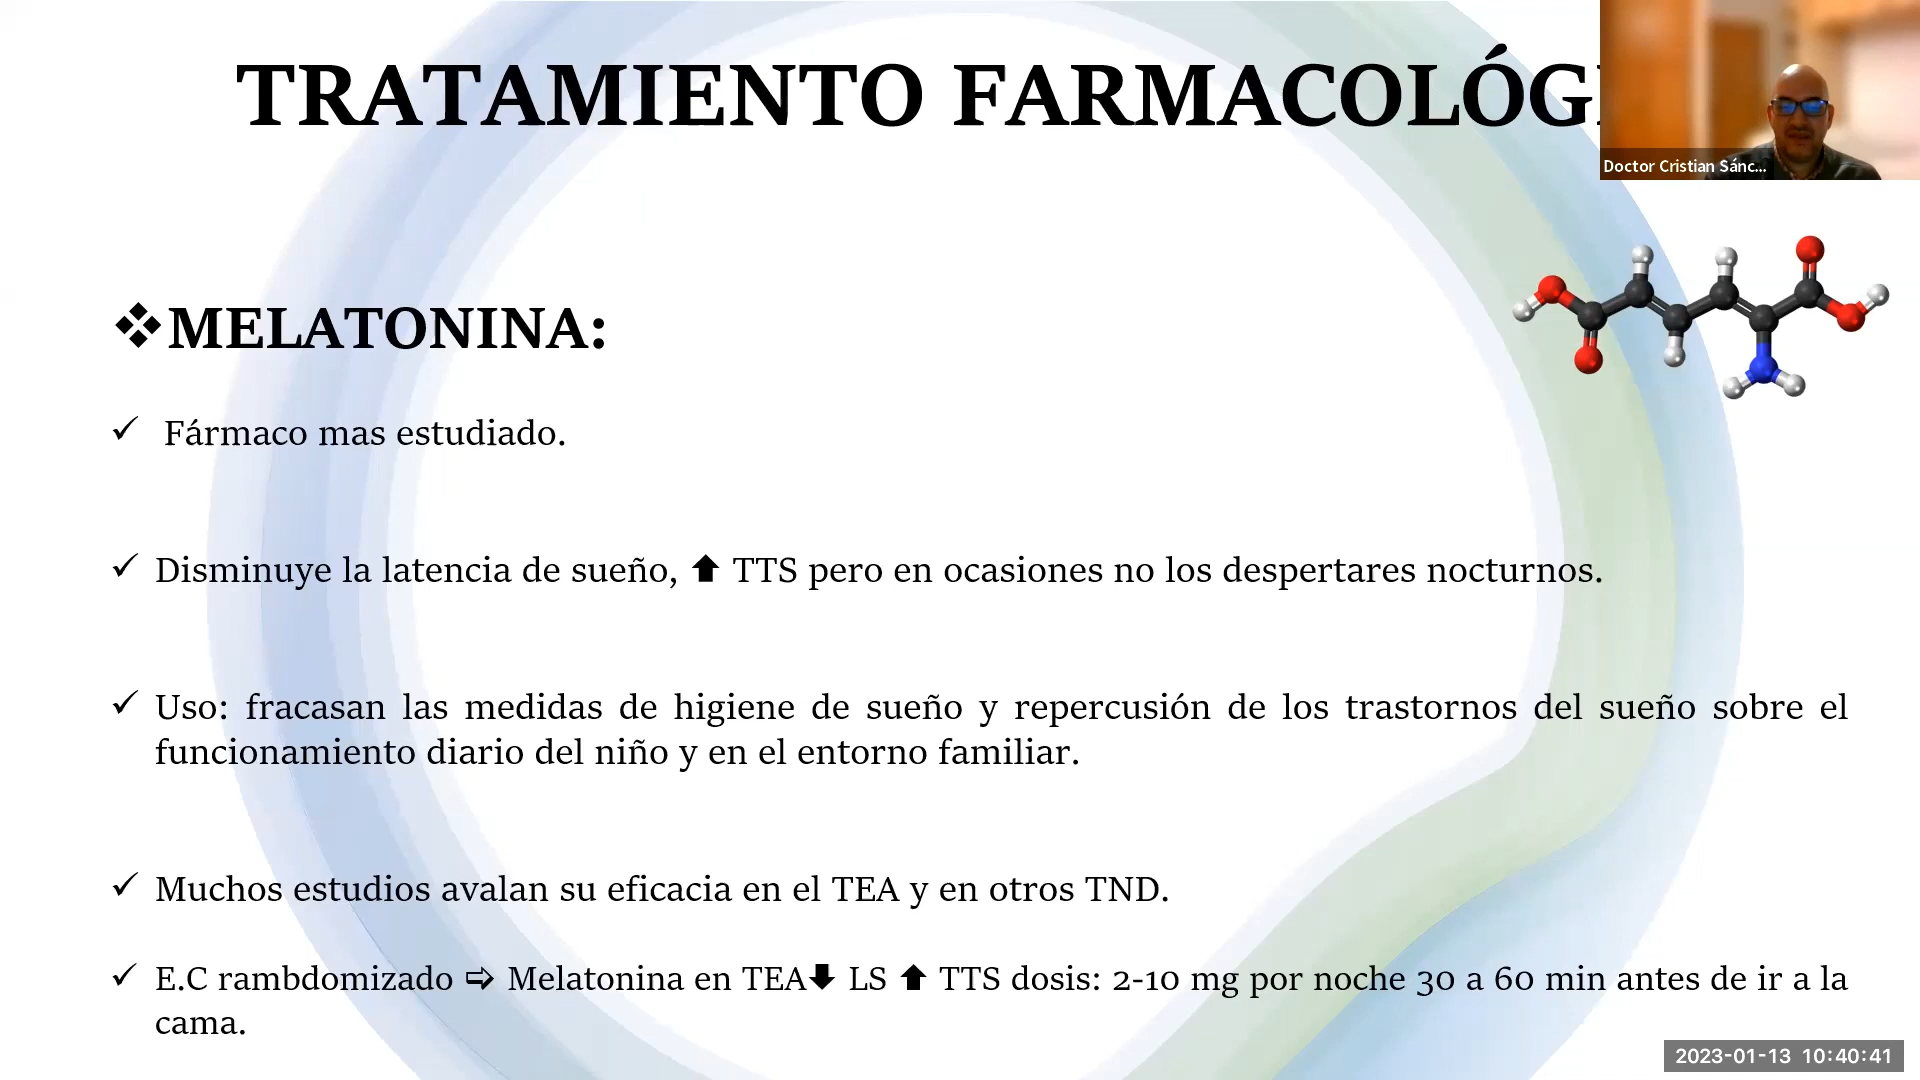 TRATAMIENTO FARMACOLÓG
Doctor Cristian Sánc...
❖MELATONINA:
✓ Fármaco mas estudiado.
✓ Disminuye la latencia de sueño, ⬆ TTS pero en ocasiones no los despertares nocturnos.
✓ Uso: fracasan las medidas de higiene de sueño y repercusión de los trastornos del sueño sobre el
funcionamiento diario del niño y en el entorno familiar.
✓ Muchos estudios avalan su eficacia en el TEA y en otros TND.
✓ E.C rambdomizado ⇨ Melatonina en TEA⬇ LS ⬆ TTS dosis: 2-10 mg por noche 30 a 60 min antes de ir a la
cama.
2023-01-13 10:40:41